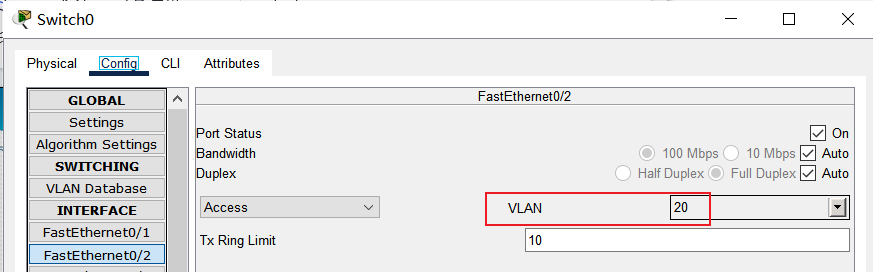 Switch0
Physical Config CLI Attributes
GLOBAL
Settings
Algorithm Settings
SWITCHING
VLAN Database
INTERFACE
FastEthernet0/1
FastEthernet0/2
FastEthernet0/2
Port Status On
Bandwidth 100 Mbps 10 Mbps Auto
Duplex Half Duplex Full Duplex Auto
Access VLAN 20
Tx Ring Limit 10